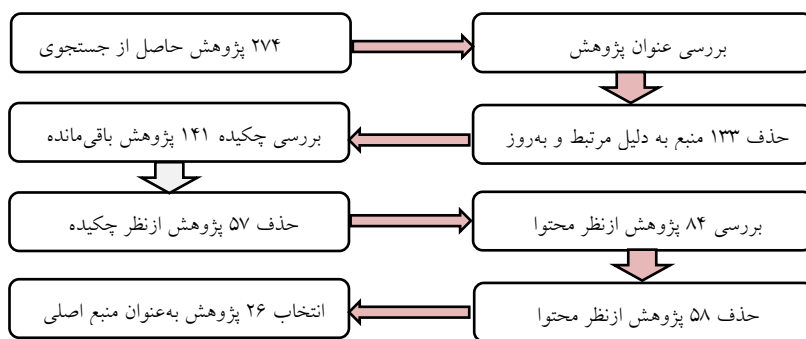 ۲۷۴ پژوهش حاصل از جستجوی
بررسی عنوان پژوهش
حذف ۱۳۳ منبع به دلیل مرتبط و به‌روز
بررسی چکیده ۱۴۱ پژوهش باقی‌مانده
حذف ۵۷ پژوهش ازنظر چکیده
بررسی ۸۴ پژوهش ازنظر محتوا
حذف ۵۸ پژوهش ازنظر محتوا
انتخاب ۲۶ پژوهش به‌عنوان منبع اصلی